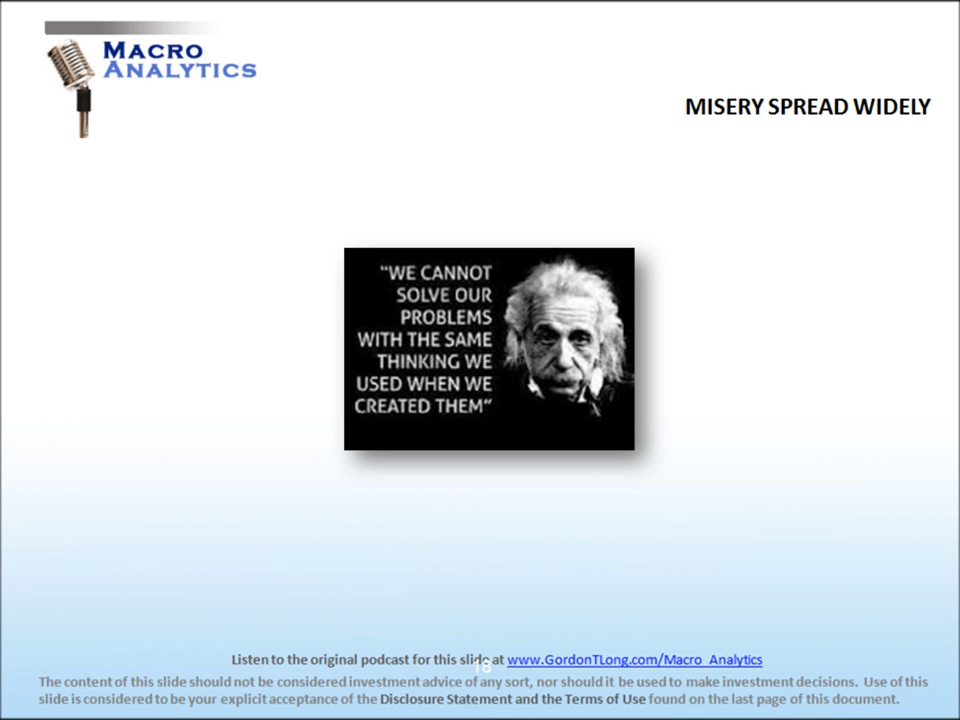 MACRO
ANALYTICS
MISERY SPREAD WIDELY
“WE CANNOT
SOLVE OUR
PROBLEMS
WITH THE SAME
THINKING WE
USED WHEN WE
CREATED THEM”
Listen to the original podcast for this slide at www.GordonTLong.com/Macro_Analytics
18
The content of this slide should not be considered investment advice of any sort, nor should it be used to make investment decisions. Use of this
slide is considered to be your explicit acceptance of the Disclosure Statement and the Terms of Use found on the last page of this document.